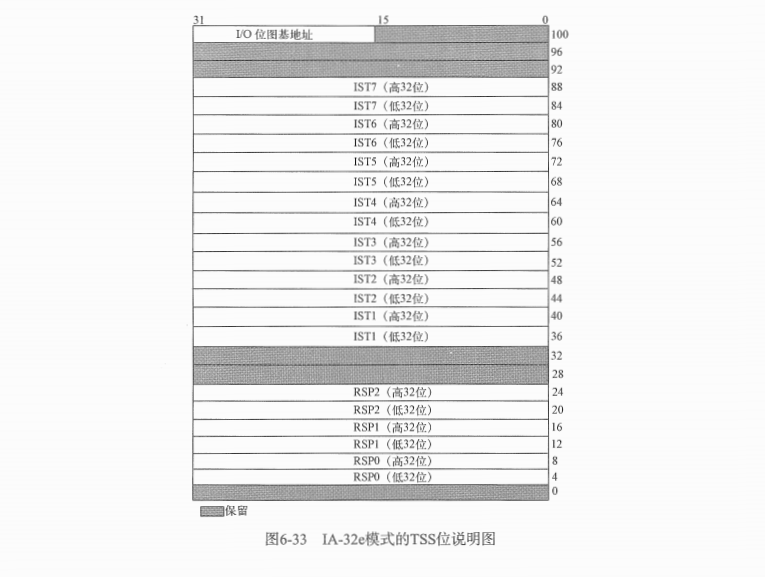 31 15 0
I/O 位图基地址 100
96
92
IST7（高32位） 88
IST7（低32位） 84
IST6（高32位） 80
IST6（低32位） 76
IST5（高32位） 72
IST5（低32位） 68
IST4（高32位） 64
IST4（低32位） 60
IST3（高32位） 56
IST3（低32位） 52
IST2（高32位） 48
IST2（低32位） 44
IST1（高32位） 40
IST1（低32位） 36
32
28
RSP2（高32位） 24
RSP2（低32位） 20
RSP1（高32位） 16
RSP1（低32位） 12
RSP0（高32位） 8
RSP0（低32位） 4
0
保留
图6-33 IA-32e模式的TSS位说明图